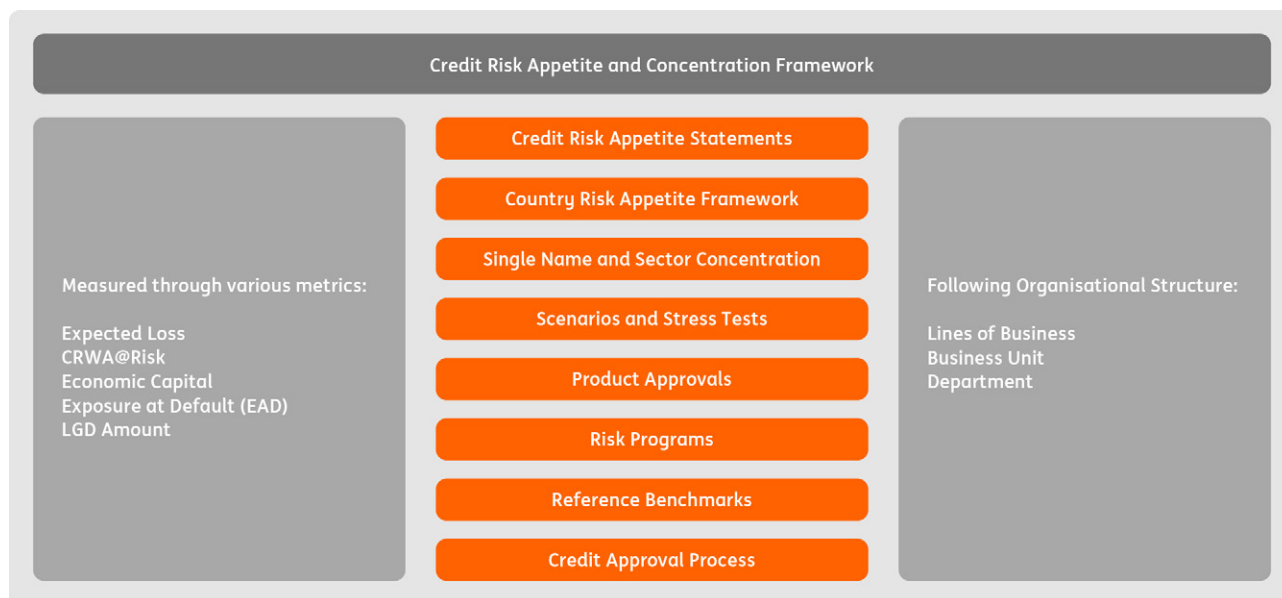 Credit Risk Appetite and Concentration Framework
Measured through various metrics:
Expected Loss
CRWA@Risk
Economic Capital
Exposure at Default (EAD)
LGD Amount
Credit Risk Appetite Statements
Country Risk Appetite Framework
Single Name and Sector Concentration
Scenarios and Stress Tests
Product Approvals
Risk Programs
Reference Benchmarks
Credit Approval Process
Following Organisational Structure:
Lines of Business
Business Unit
Department